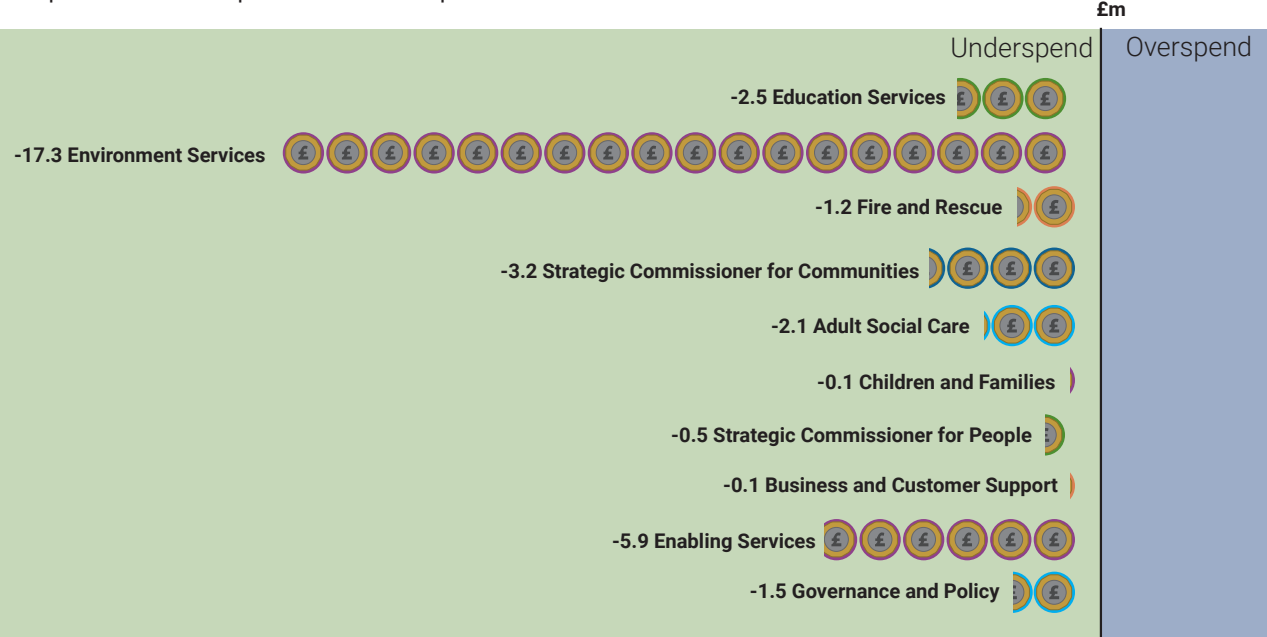 £m
Underspend Overspend
-2.5 Education Services
-17.3 Environment Services
-1.2 Fire and Rescue
-3.2 Strategic Commissioner for Communities
-2.1 Adult Social Care
-0.1 Children and Families
-0.5 Strategic Commissioner for People
-0.1 Business and Customer Support
-5.9 Enabling Services
-1.5 Governance and Policy